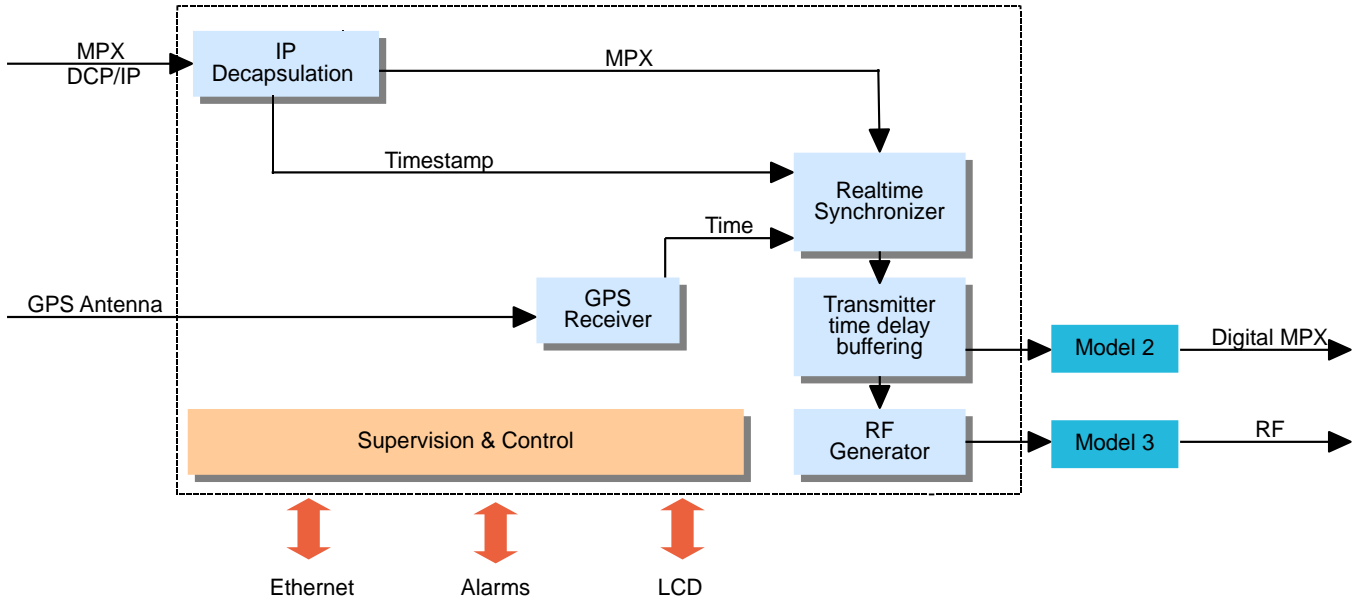 MPX
DCP/IP
IP
Decapsulation
MPX
Timestamp
Realtime
Synchronizer
Time
GPS Antenna
GPS
Receiver
Transmitter
time delay
buffering
Model 2
Digital MPX
Supervision & Control
RF
Generator
Model 3
RF
Ethernet
Alarms
LCD